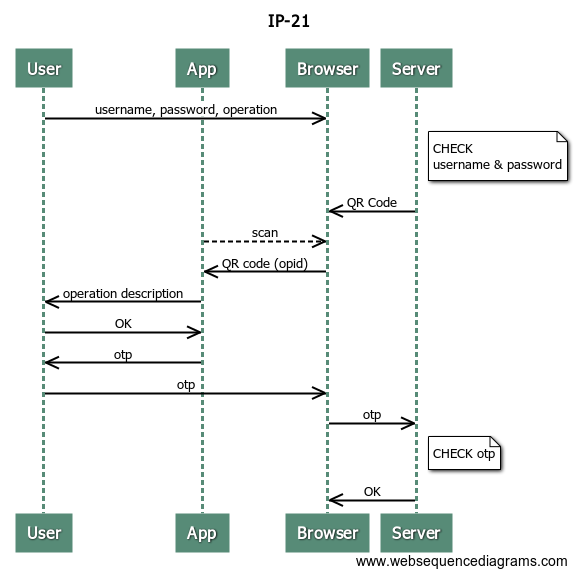 IP-21
User
App
Browser
Server
username, password, operation
CHECK
username & password
QR Code
scan
QR code (opid)
operation description
OK
otp
otp
otp
CHECK otp
OK
User
App
Browser
Server
www.websequencediagrams.com